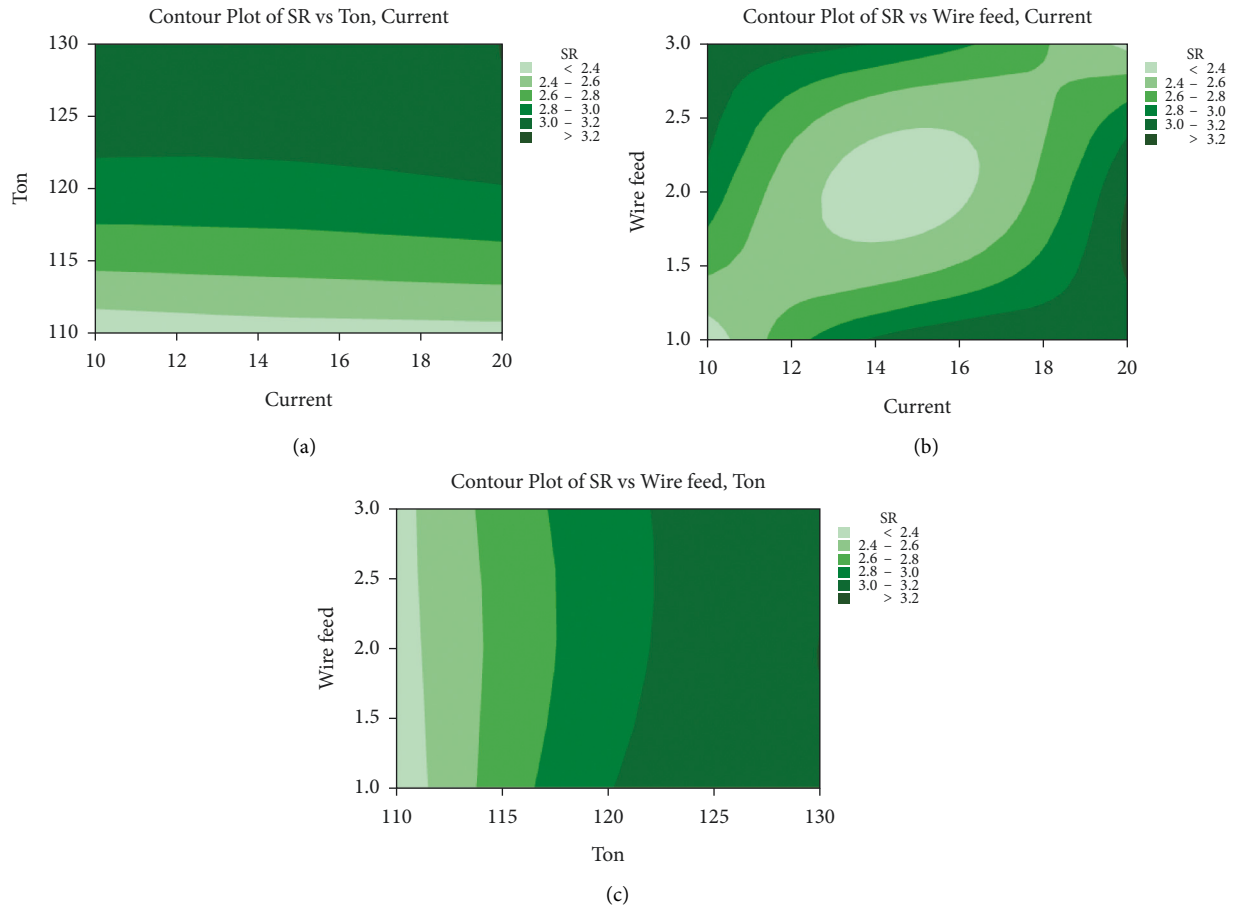 Contour Plot of SR vs Ton, Current
130
125
120
115
110
Ton
10 12 14 16 18 20
Current
SR
< 2.4
2.4 – 2.6
2.6 – 2.8
2.8 – 3.0
3.0 – 3.2
> 3.2
(a)
Contour Plot of SR vs Wire feed, Current
3.0
2.5
2.0
1.5
1.0
Wire feed
10 12 14 16 18 20
Current
SR
< 2.4
2.4 – 2.6
2.6 – 2.8
2.8 – 3.0
3.0 – 3.2
> 3.2
(b)
Contour Plot of SR vs Wire feed, Ton
3.0
2.5
2.0
1.5
1.0
Wire feed
110 115 120 125 130
Ton
SR
< 2.4
2.4 – 2.6
2.6 – 2.8
2.8 – 3.0
3.0 – 3.2
> 3.2
(c)